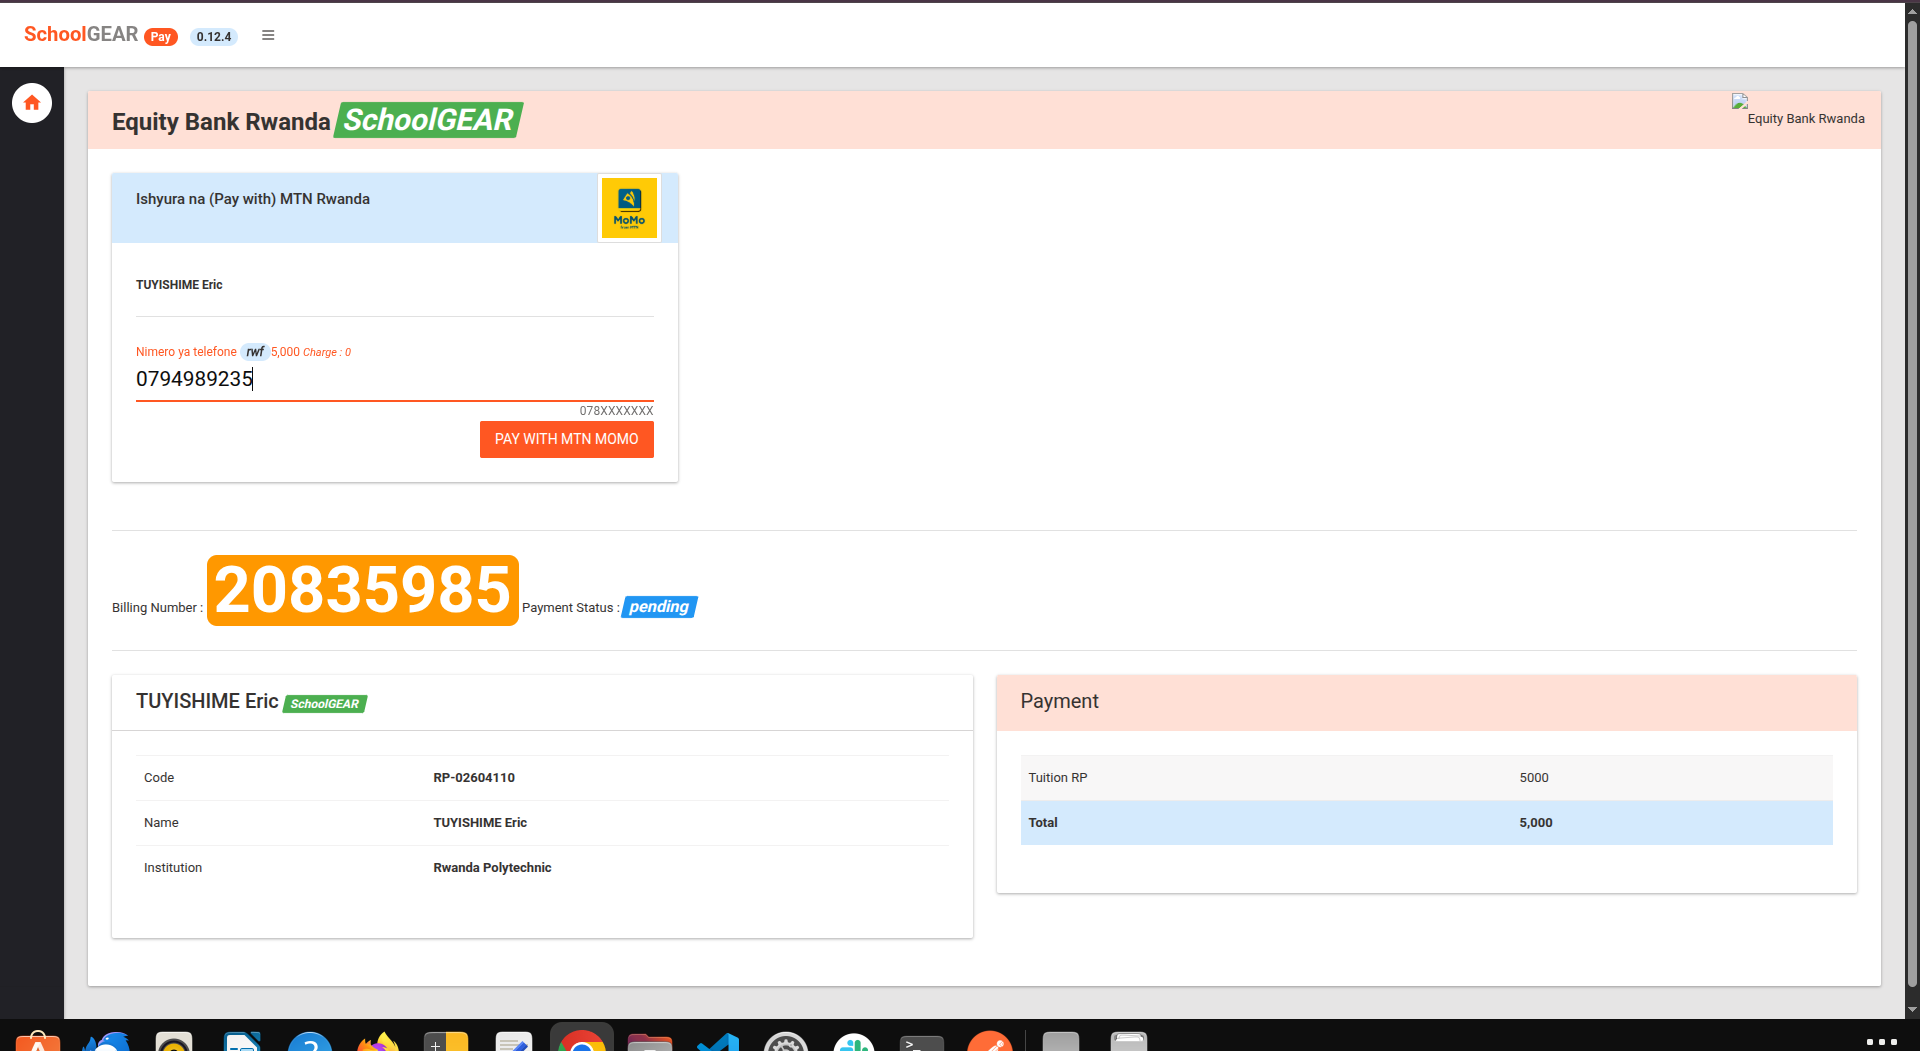 SchoolGEAR Pay 0.12.4
Equity Bank Rwanda SchoolGEAR
Equity Bank Rwanda
Ishyura na (Pay with) MTN Rwanda
MoMo
from MTN
TUYISHIME Eric
Nimero ya telefone rwf 5,000 Charge : 0
0794989235
078XXXXXXX
PAY WITH MTN MOMO
Billing Number : 20835985 Payment Status : pending
TUYISHIME Eric SchoolGEAR
Code RP-02604110
Name TUYISHIME Eric
Institution Rwanda Polytechnic
Payment
Tuition RP 5000
Total 5,000